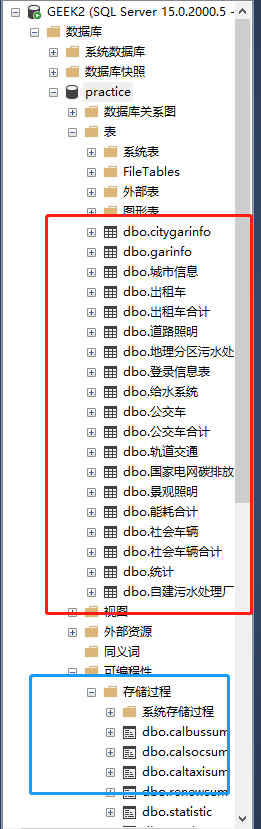 GEEK2 (SQL Server 15.0.2000.5 -
数据库
系统数据库
数据库快照
practice
数据库关系图
表
系统表
FileTables
外部表
图形表
dbo.citygarinfo
dbo.garinfo
dbo.城市信息
dbo.出租车
dbo.出租车合计
dbo.道路照明
dbo.地理分区污水处
dbo.登录信息表
dbo.给水系统
dbo.公交车
dbo.公交车合计
dbo.轨道交通
dbo.国家电网碳排放
dbo.景观照明
dbo.能耗合计
dbo.社会车辆
dbo.社会车辆合计
dbo.统计
dbo.自建污水处理厂
视图
外部资源
同义词
可编程性
存储过程
系统存储过程
dbo.calbussum
dbo.calsocsum
dbo.caltaxisum
dbo.renewsum
dbo.statistic